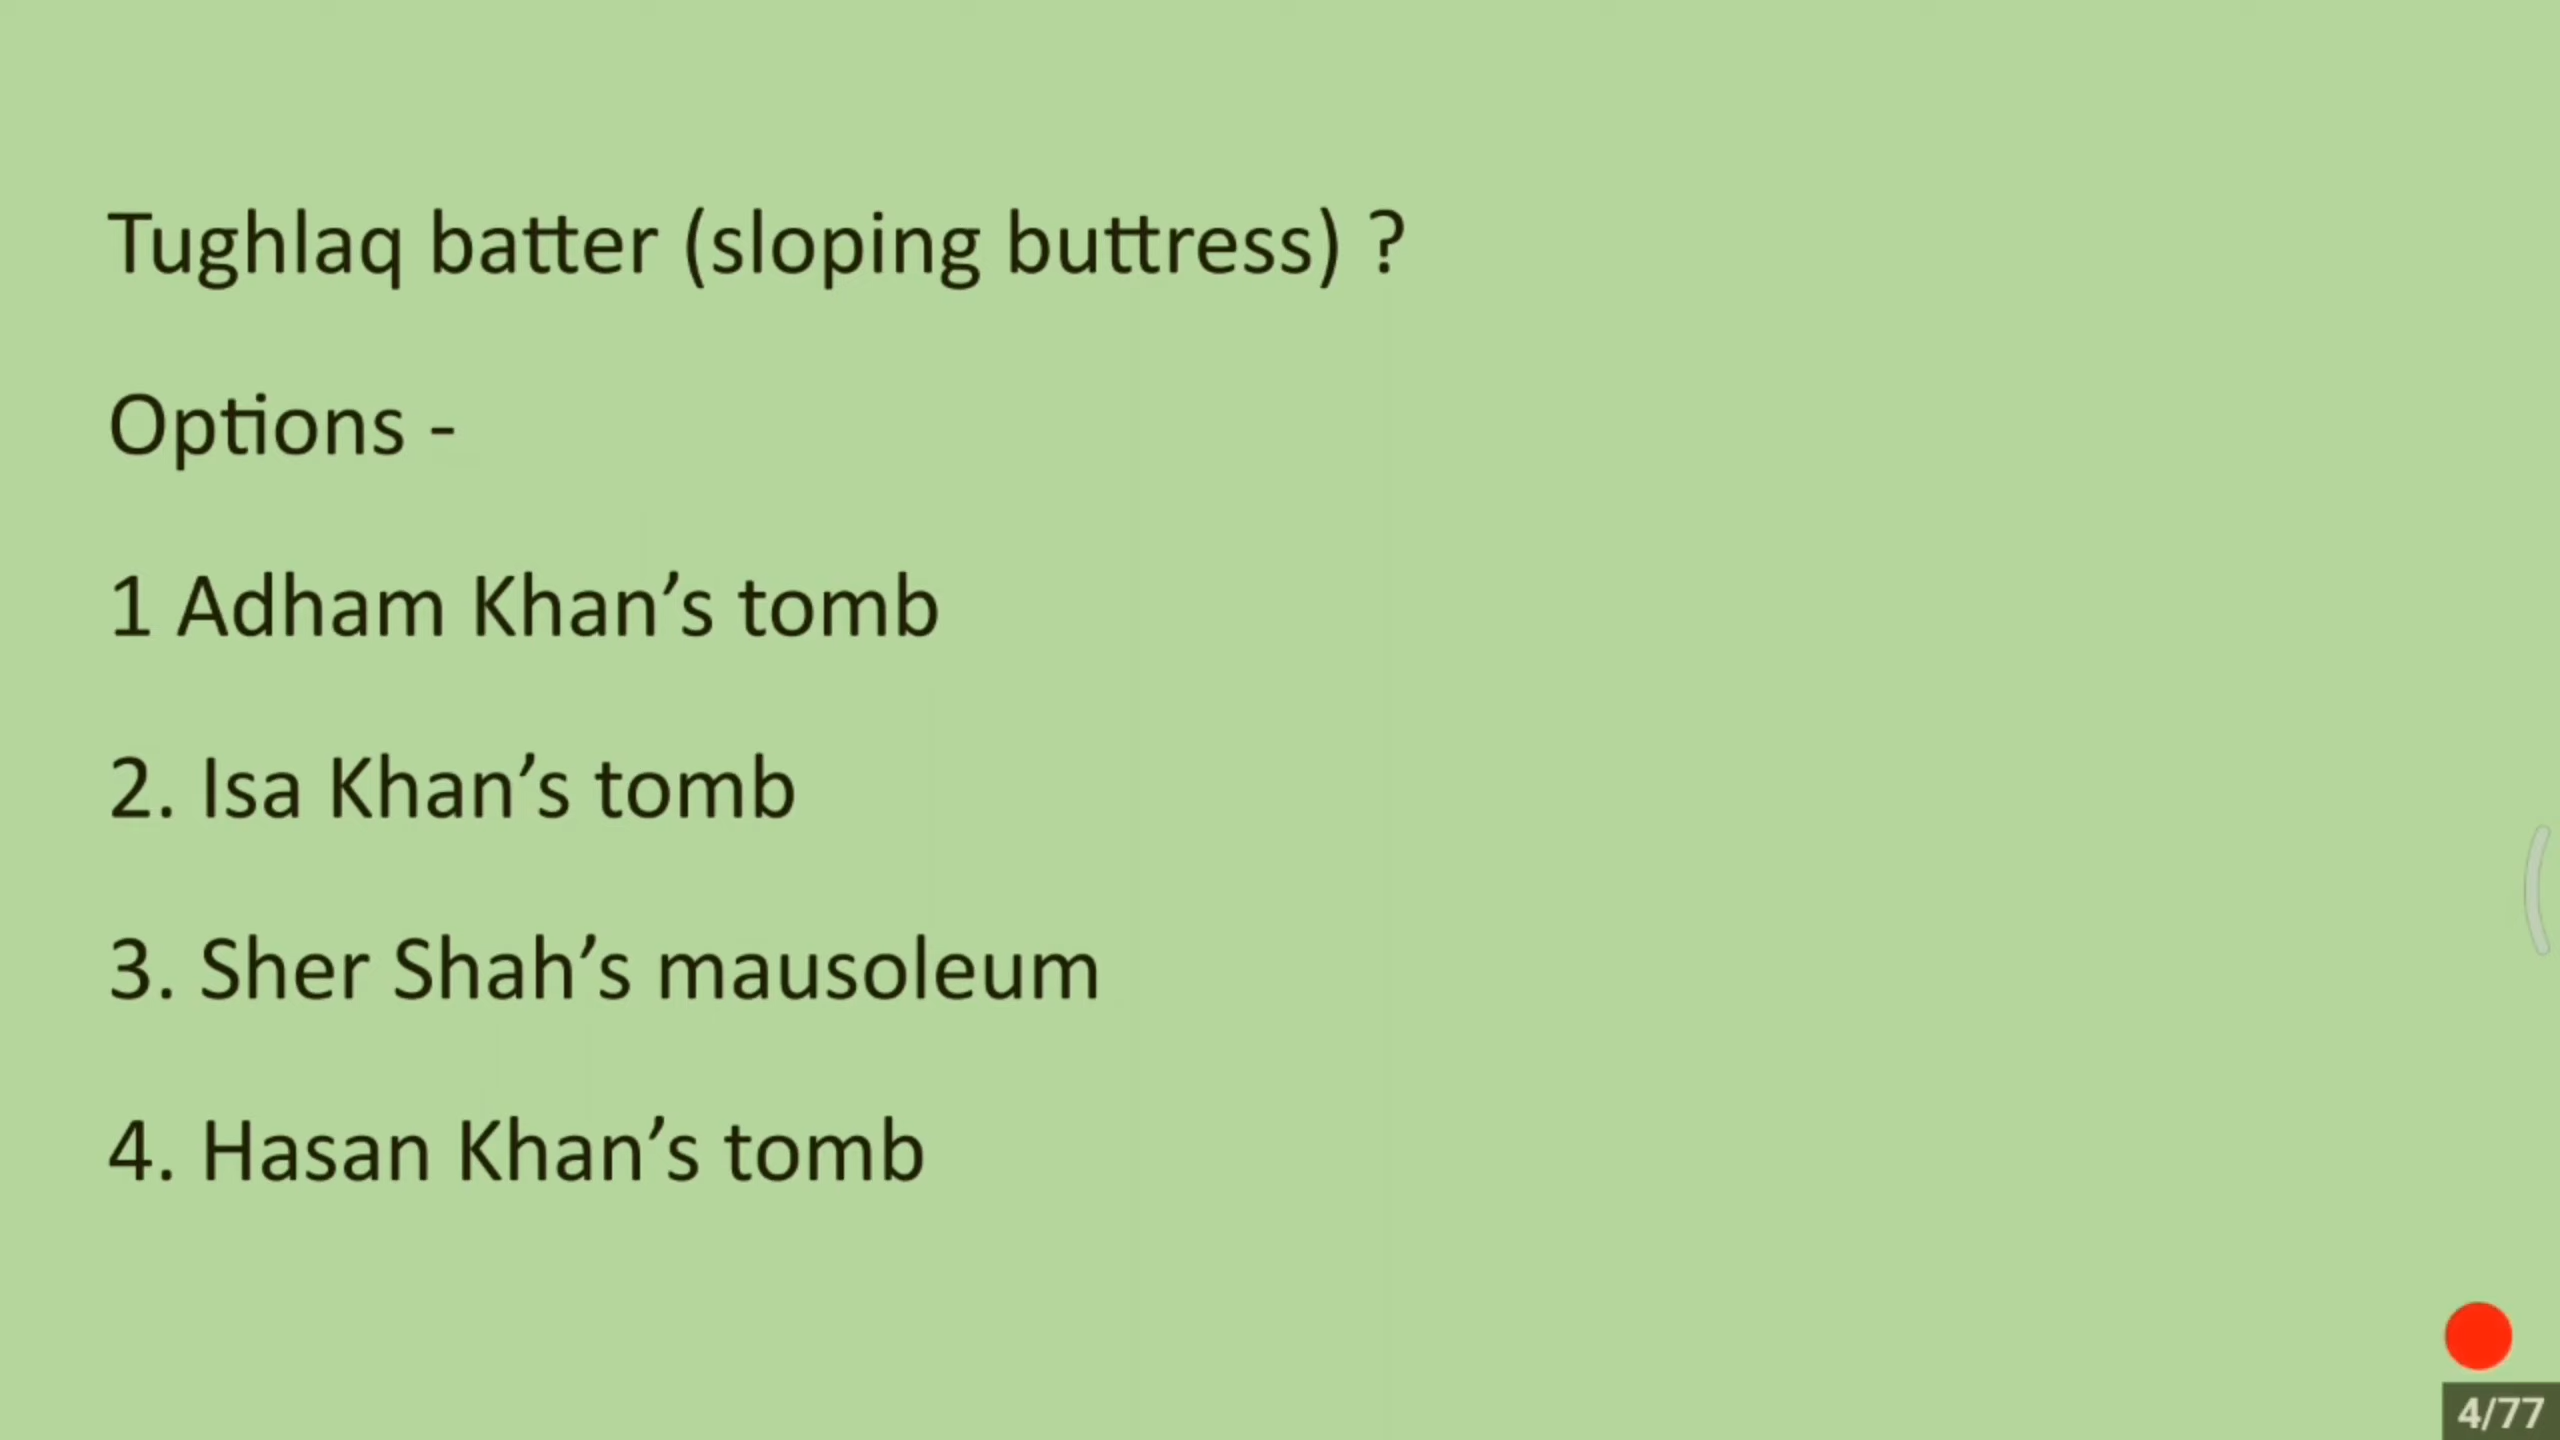 Tughlaq batter (sloping buttress) ?
Options -
1 Adham Khan’s tomb
2. Isa Khan’s tomb
3. Sher Shah’s mausoleum
4. Hasan Khan’s tomb
4/77